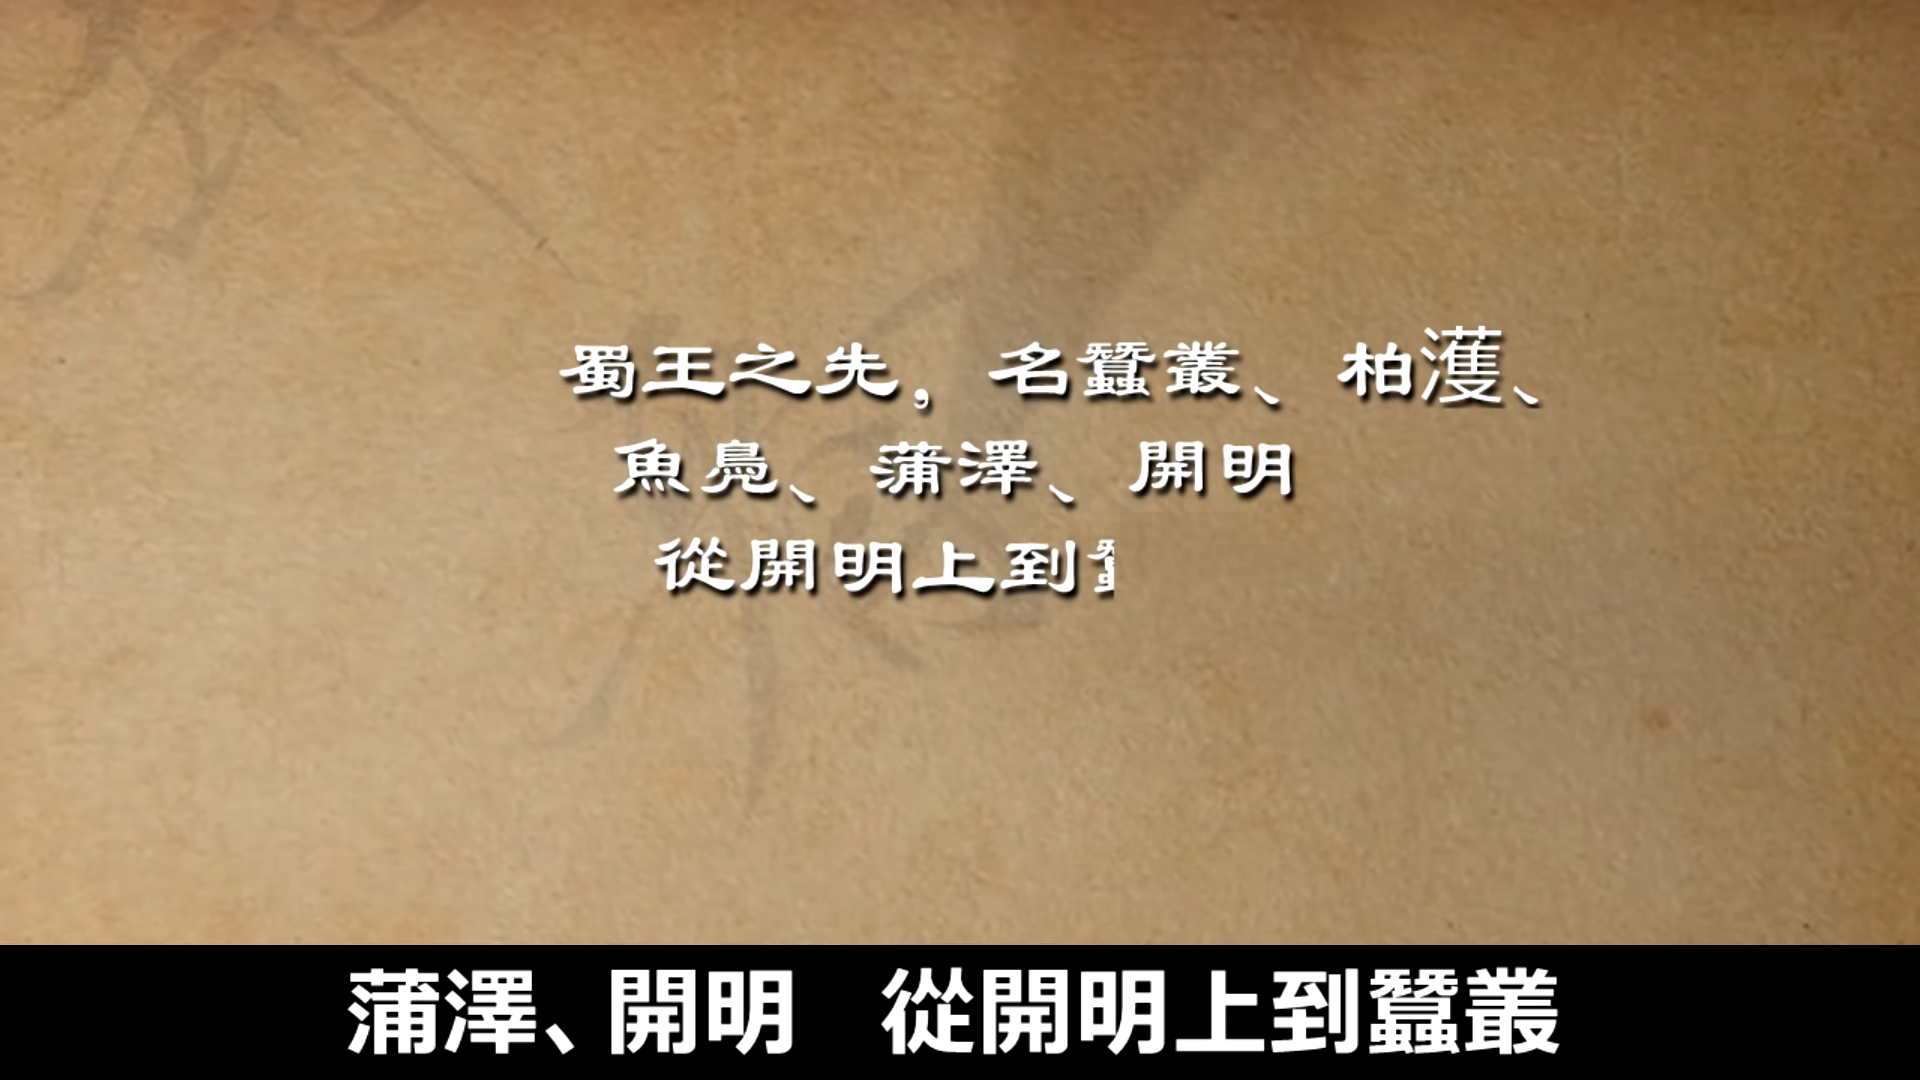 蜀王之先，名蠶叢、柏濩、
魚鳧、蒲澤、開明
從開明上到
蒲澤、開明 從開明上到蠶叢